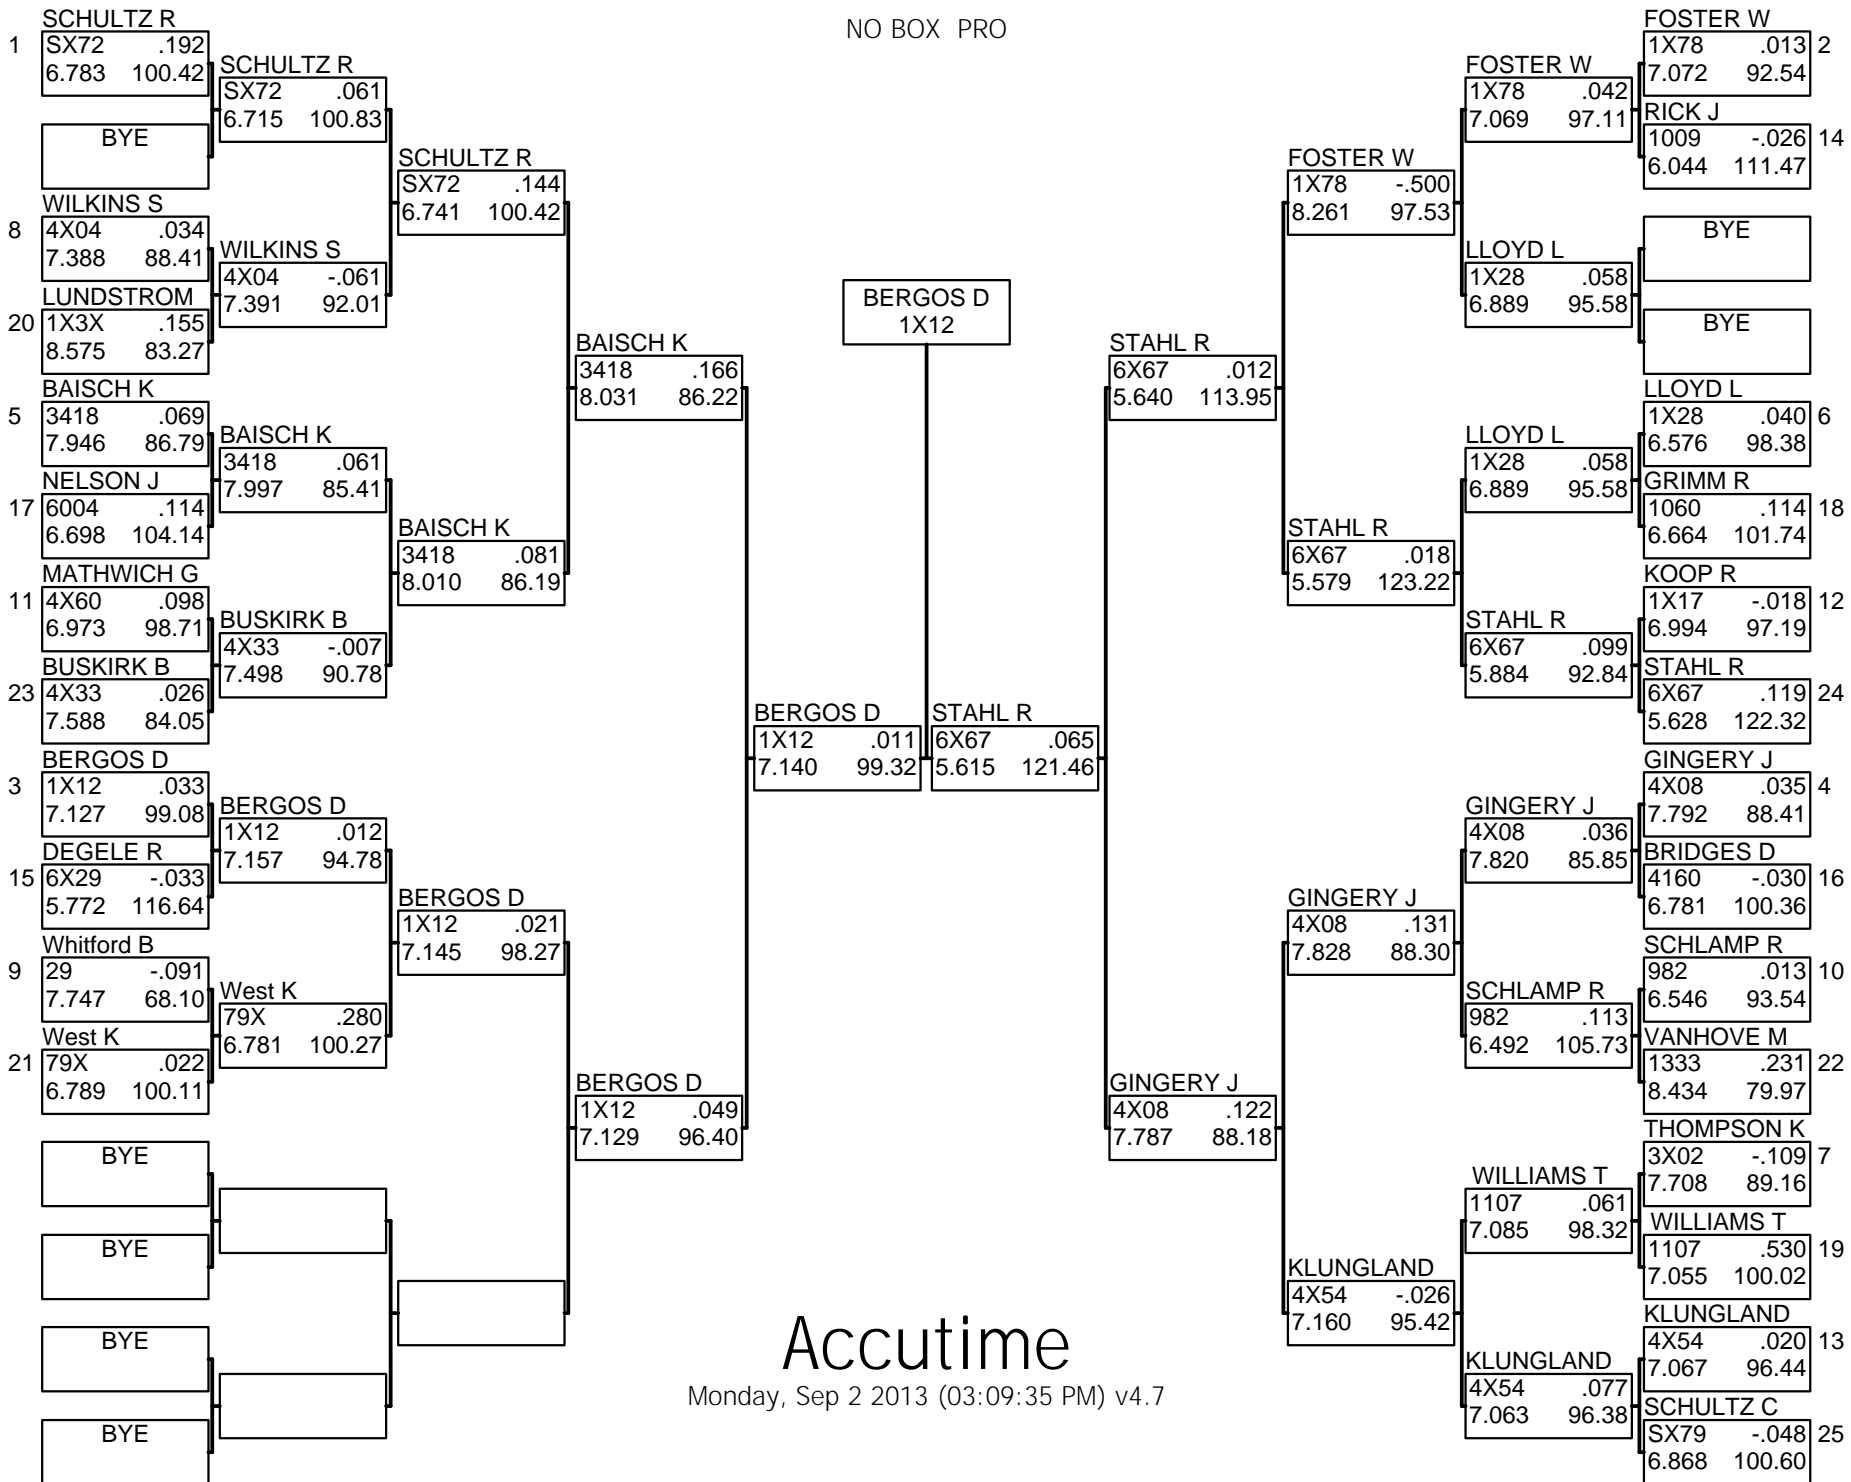 NO BOX PRO
SCHULTZ R
1 SX72 .192
6.783 100.42
BYE
WILKINS S
8 4X04 .034
7.388 88.41
LUNDSTROM
20 1X3X .155
8.575 83.27
BAISCH K
5 3418 .069
7.946 86.79
NELSON J
17 6004 .114
6.698 104.14
MATHWICH G
11 4X60 .098
6.973 98.71
BUSKIRK B
23 4X33 .026
7.588 84.05
BERGOS D
3 1X12 .033
7.127 99.08
DEGELE R
15 6X29 -.033
5.772 116.64
Whitford B
9 29 -.091
7.747 68.10
West K
21 79X .022
6.789 100.11
BYE
BYE
BYE
BYE
SCHULTZ R
SX72 .061
6.715 100.83
WILKINS S
4X04 -.061
7.391 92.01
BAISCH K
3418 .061
7.997 85.41
BUSKIRK B
4X33 -.007
7.498 90.78
BERGOS D
1X12 .012
7.157 94.78
West K
79X .280
6.781 100.27
SCHULTZ R
SX72 .144
6.741 100.42
BAISCH K
3418 .081
8.010 86.19
BERGOS D
1X12 .021
7.145 98.27
BAISCH K
3418 .166
8.031 86.22
BERGOS D
1X12 .049
7.129 96.40
BERGOS D
1X12 .011
7.140 99.32
BERGOS D
1X12
STAHL R
6X67 .065
5.615 121.46
STAHL R
6X67 .012
5.640 113.95
GINGERY J
4X08 .122
7.787 88.18
FOSTER W
1X78 -.500
8.261 97.53
STAHL R
6X67 .018
5.579 123.22
GINGERY J
4X08 .131
7.828 88.30
KLUNGLAND
4X54 -.026
7.160 95.42
FOSTER W
1X78 .042
7.069 97.11
LLOYD L
1X28 .058
6.889 95.58
LLOYD L
1X28 .058
6.889 95.58
STAHL R
6X67 .099
5.884 92.84
GINGERY J
4X08 .036
7.820 85.85
SCHLAMP R
982 .113
6.492 105.73
WILLIAMS T
1107 .061
7.085 98.32
KLUNGLAND
4X54 .077
7.063 96.38
FOSTER W
1X78 .013 2
7.072 92.54
RICK J
1009 -.026 14
6.044 111.47
BYE
BYE
LLOYD L
1X28 .040 6
6.576 98.38
GRIMM R
1060 .114 18
6.664 101.74
KOOP R
1X17 -.018 12
6.994 97.19
STAHL R
6X67 .119 24
5.628 122.32
GINGERY J
4X08 .035 4
7.792 88.41
BRIDGES D
4160 -.030 16
6.781 100.36
SCHLAMP R
982 .013 10
6.546 93.54
VANHOVE M
1333 .231 22
8.434 79.97
THOMPSON K
3X02 -.109 7
7.708 89.16
WILLIAMS T
1107 .530 19
7.055 100.02
KLUNGLAND
4X54 .020 13
7.067 96.44
SCHULTZ C
SX79 -.048 25
6.868 100.60
Accutime
Monday, Sep 2 2013 (03:09:35 PM) v4.7